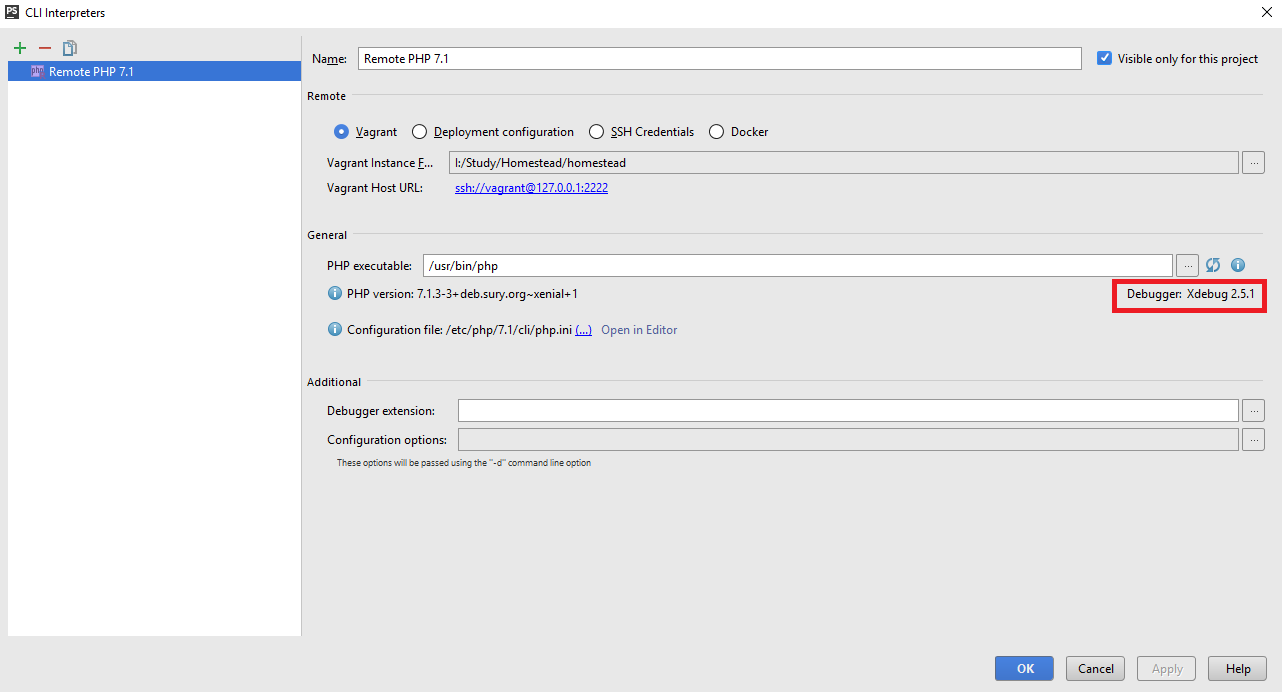 PS CLI Interpreters
Remote PHP 7.1
Name: Remote PHP 7.1 Visible only for this project
Remote
Vagrant Deployment configuration SSH Credentials Docker
Vagrant Instance F... I:/Study/Homestead/homestead ...
Vagrant Host URL: ssh://vagrant@127.0.0.1:2222
General
PHP executable: /usr/bin/php ...
PHP version: 7.1.3-3+deb.sury.org~xenial+1 Debugger: Xdebug 2.5.1
Configuration file: /etc/php/7.1/cli/php.ini (...) Open in Editor
Additional
Debugger extension: ...
Configuration options: ...
These options will be passed using the "-d" command line option
OK Cancel Apply Help